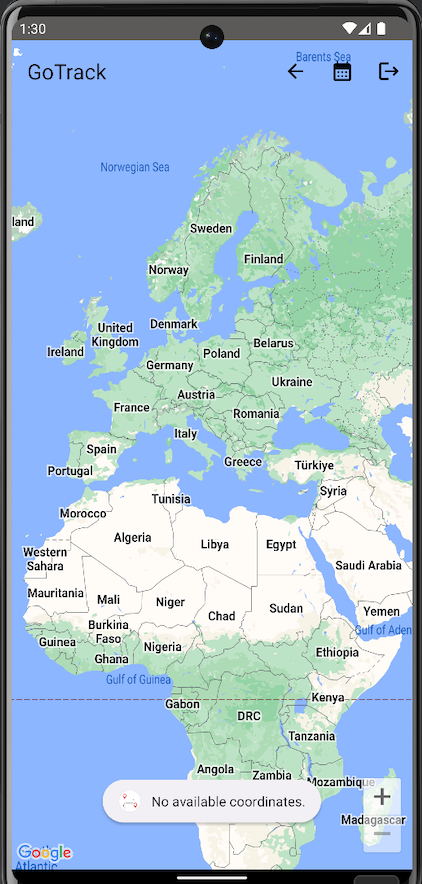 1:30
Barents Sea
GoTrack
Norwegian Sea
land
Sweden
Finland
Norway
United
Kingdom
Denmark
Ireland
Belarus
Poland
Germany
Ukraine
Austria
France
Romania
Italy
Spain
Greece
Türkiye
Portugal
Syria
Tunisia
Morocco
Algeria
Libya
Egypt
Western
Sahara
Saudi Arabia
Mauritania
Mali
Niger
Chad
Sudan
Yemen
Burkina
Faso
Gulf of Aden
Guinea
Nigeria
Ghana
Ethiopia
Gulf of Guinea
Gabon
Kenya
DRC
Tanzania
Angola
Zambia
Mozambique
No available coordinates.
+
Madagascar
−
Google
Atlantic